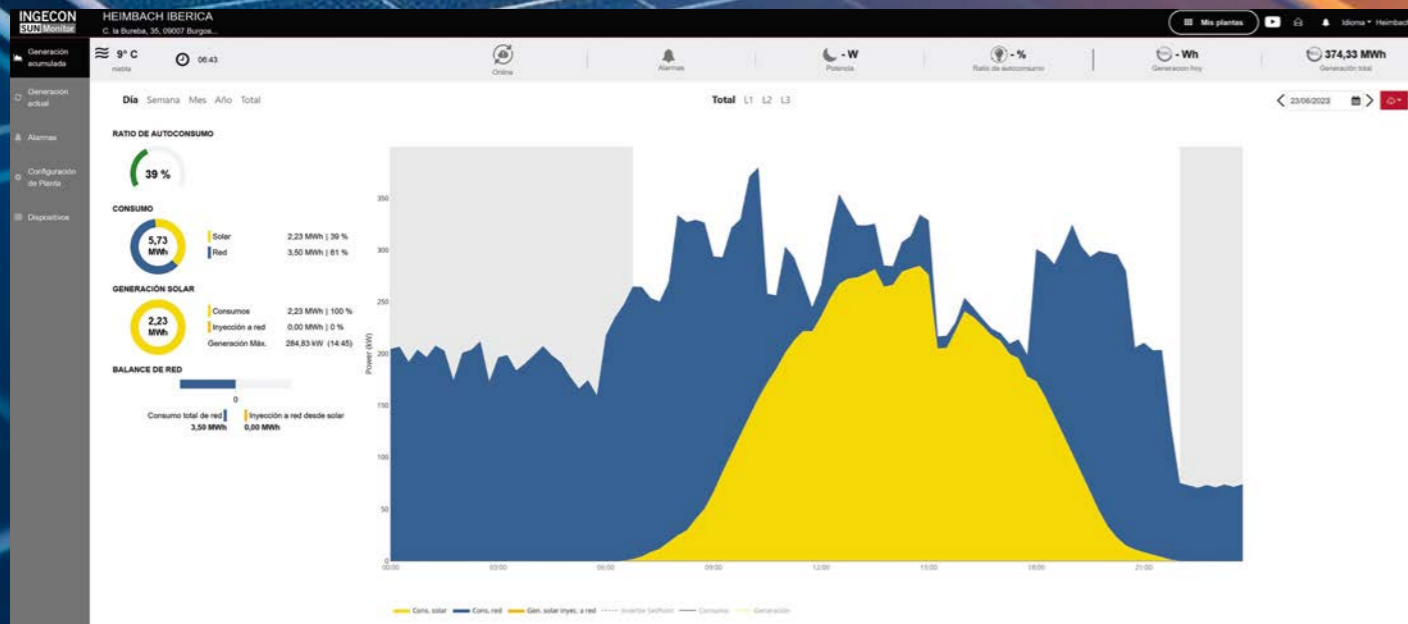 INGECON
SUN Monitor
HEIMBACH IBERICA
C. la Bureba, 35, 09007 Burgos...
Mis plantas
Idioma Heimbach
Generación
acumulada
Generación
actual
Alarmas
Configuración
de Planta
Dispositivos
9° C
niebla
06:43
Online
Alarmas
- W
Potencia
- %
Ratio de autoconsumo
- Wh
Generación hoy
374,33 MWh
Generación total
Día Semana Mes Año Total
Total L1 L2 L3
23/06/2023
RATIO DE AUTOCONSUMO
39 %
CONSUMO
5,73
MWh
Solar 2,23 MWh | 39 %
Red 3,50 MWh | 61 %
GENERACIÓN SOLAR
2,23
MWh
Consumos 2,23 MWh | 100 %
Inyección a red 0,00 MWh | 0 %
Generación Máx. 284,83 kW (14:45)
BALANCE DE RED
0
Consumo total de red
3,50 MWh
Inyección a red desde solar
0,00 MWh
Power (kW)
350
300
250
200
150
100
50
0
00:00 03:00 06:00 09:00 12:00 15:00 18:00 21:00
Cons. solar Cons. red Gen. solar inyec. a red Inverter SetPoint Consumo Generación